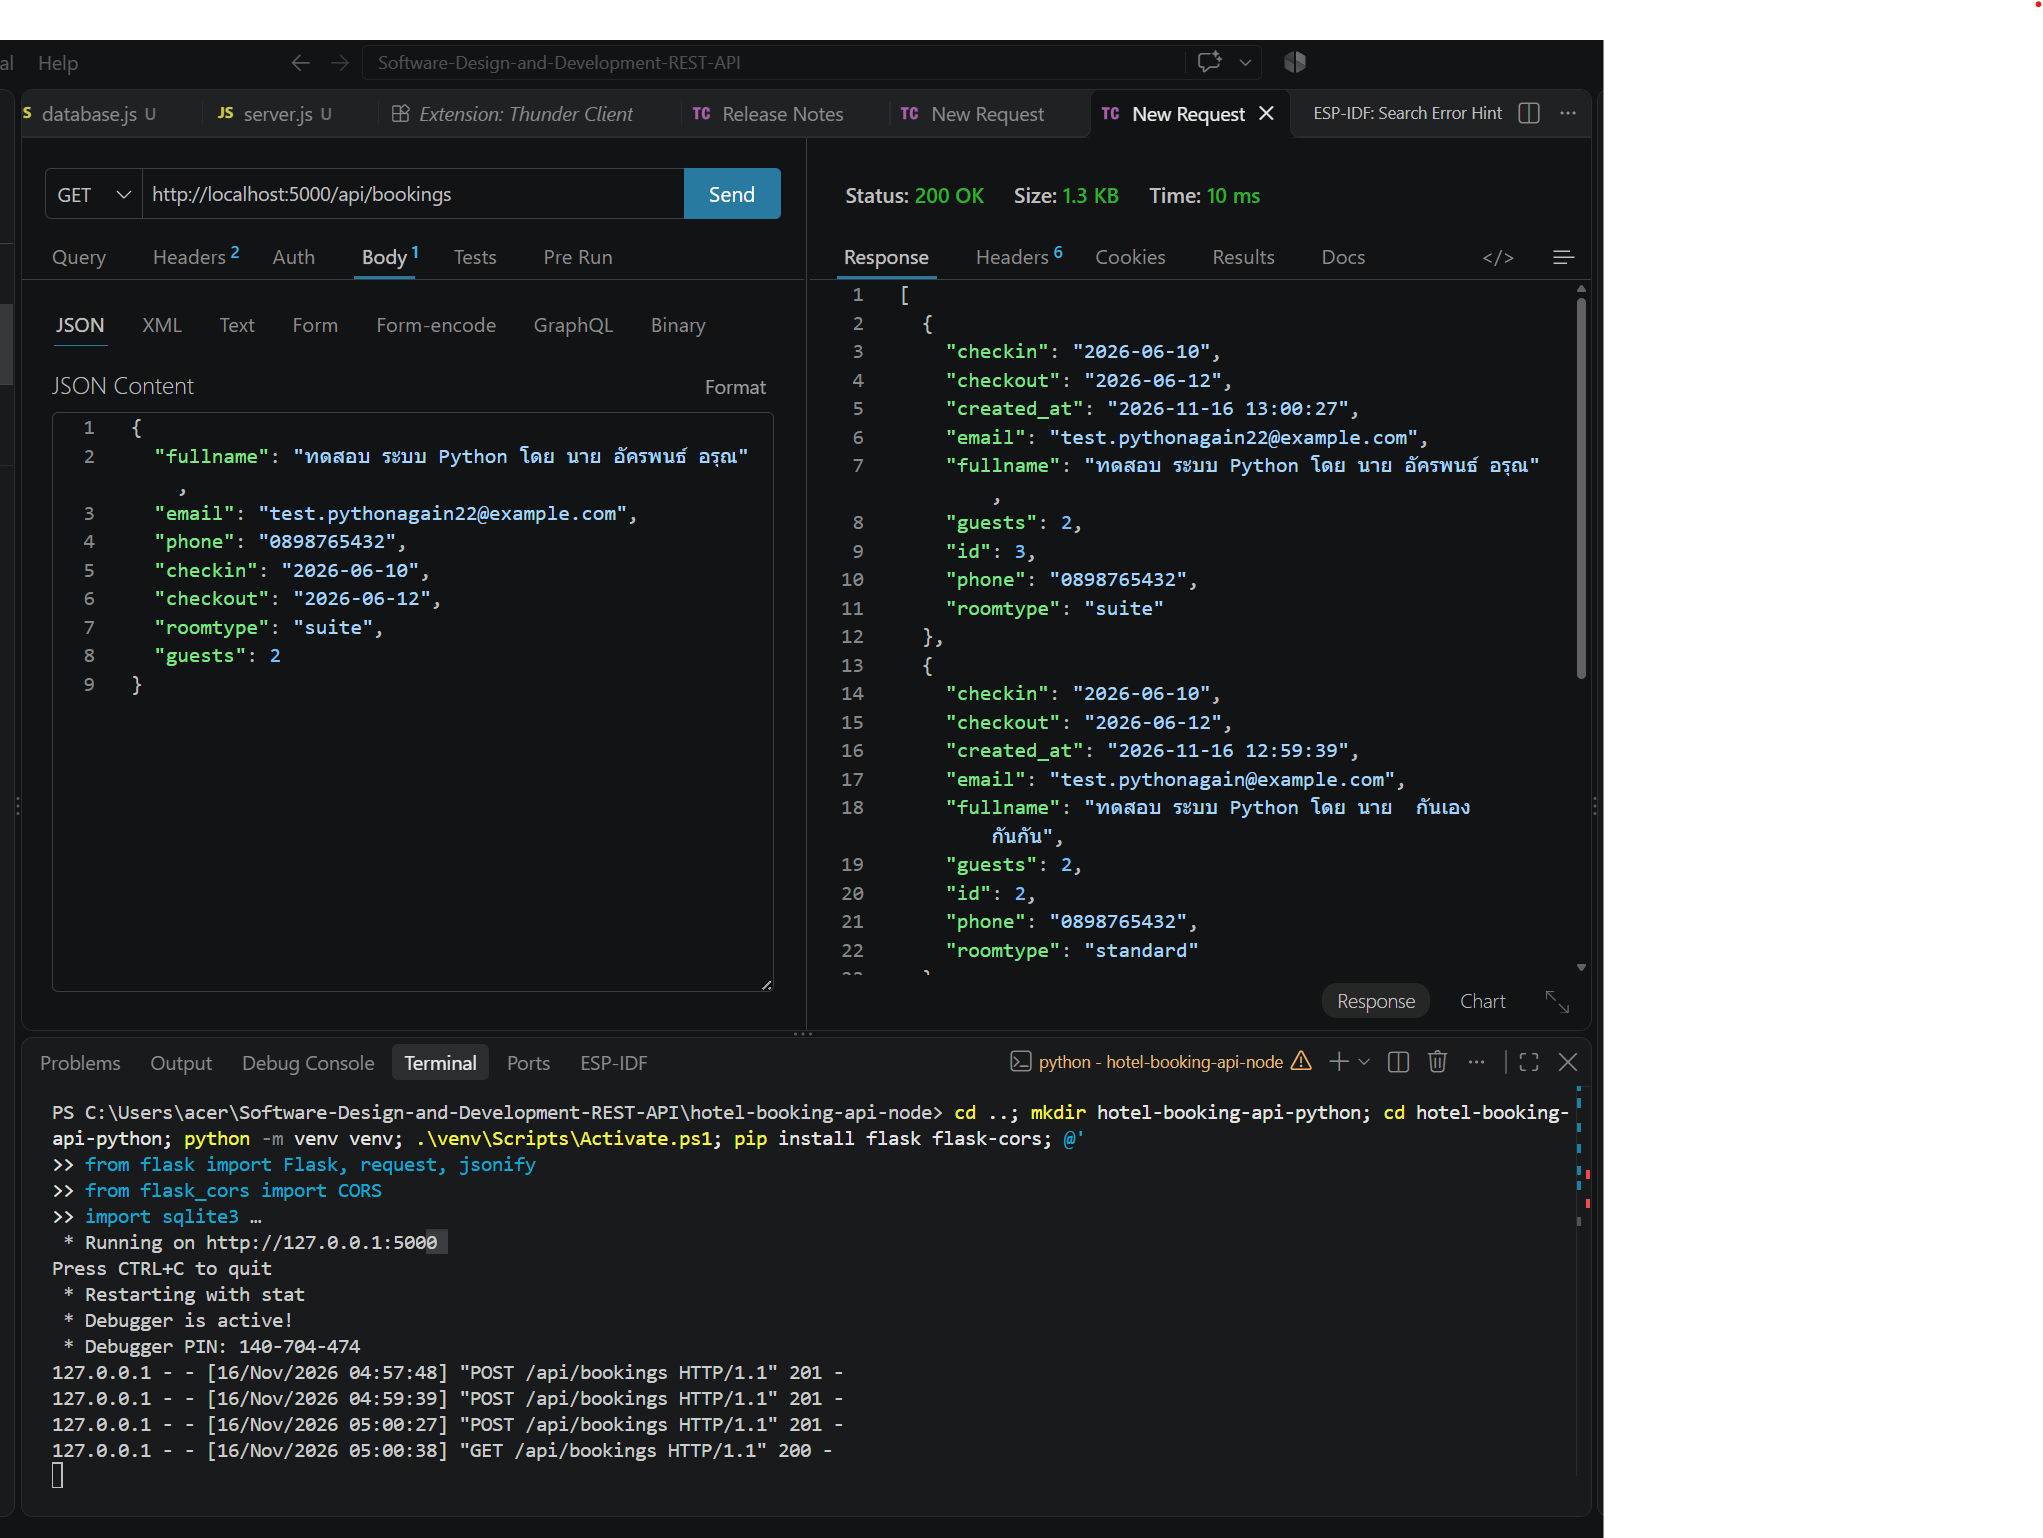 al Help Software-Design-and-Development-REST-API
S database.js U JS server.js U Extension: Thunder Client TC Release Notes TC New Request TC New Request ESP-IDF: Search Error Hint ...
GET http://localhost:5000/api/bookings Send
Query Headers 2 Auth Body 1 Tests Pre Run
JSON XML Text Form Form-encode GraphQL Binary
JSON Content Format
1 {
2 "fullname": "ทดสอบ ระบบ Python โดย นาย อัครพนธ์ อรุณ"
,
3 "email": "test.pythonagain22@example.com",
4 "phone": "0898765432",
5 "checkin": "2026-06-10",
6 "checkout": "2026-06-12",
7 "roomtype": "suite",
8 "guests": 2
9 }
Status: 200 OK Size: 1.3 KB Time: 10 ms
Response Headers 6 Cookies Results Docs </>
1 [
2 {
3 "checkin": "2026-06-10",
4 "checkout": "2026-06-12",
5 "created_at": "2026-11-16 13:00:27",
6 "email": "test.pythonagain22@example.com",
7 "fullname": "ทดสอบ ระบบ Python โดย นาย อัครพนธ์ อรุณ"
,
8 "guests": 2,
9 "id": 3,
10 "phone": "0898765432",
11 "roomtype": "suite"
12 },
13 {
14 "checkin": "2026-06-10",
15 "checkout": "2026-06-12",
16 "created_at": "2026-11-16 12:59:39",
17 "email": "test.pythonagain@example.com",
18 "fullname": "ทดสอบ ระบบ Python โดย นาย  กันเอง
กันกัน",
19 "guests": 2,
20 "id": 2,
21 "phone": "0898765432",
22 "roomtype": "standard"
Response Chart
Problems Output Debug Console Terminal Ports ESP-IDF python - hotel-booking-api-node
PS C:\Users\acer\Software-Design-and-Development-REST-API\hotel-booking-api-node> cd ..; mkdir hotel-booking-api-python; cd hotel-booking-
api-python; python -m venv venv; .\venv\Scripts\Activate.ps1; pip install flask flask-cors; @'
>> from flask import Flask, request, jsonify
>> from flask_cors import CORS
>> import sqlite3 …
* Running on http://127.0.0.1:5000
Press CTRL+C to quit
* Restarting with stat
* Debugger is active!
* Debugger PIN: 140-704-474
127.0.0.1 - - [16/Nov/2026 04:57:48] "POST /api/bookings HTTP/1.1" 201 -
127.0.0.1 - - [16/Nov/2026 04:59:39] "POST /api/bookings HTTP/1.1" 201 -
127.0.0.1 - - [16/Nov/2026 05:00:27] "POST /api/bookings HTTP/1.1" 201 -
127.0.0.1 - - [16/Nov/2026 05:00:38] "GET /api/bookings HTTP/1.1" 200 -